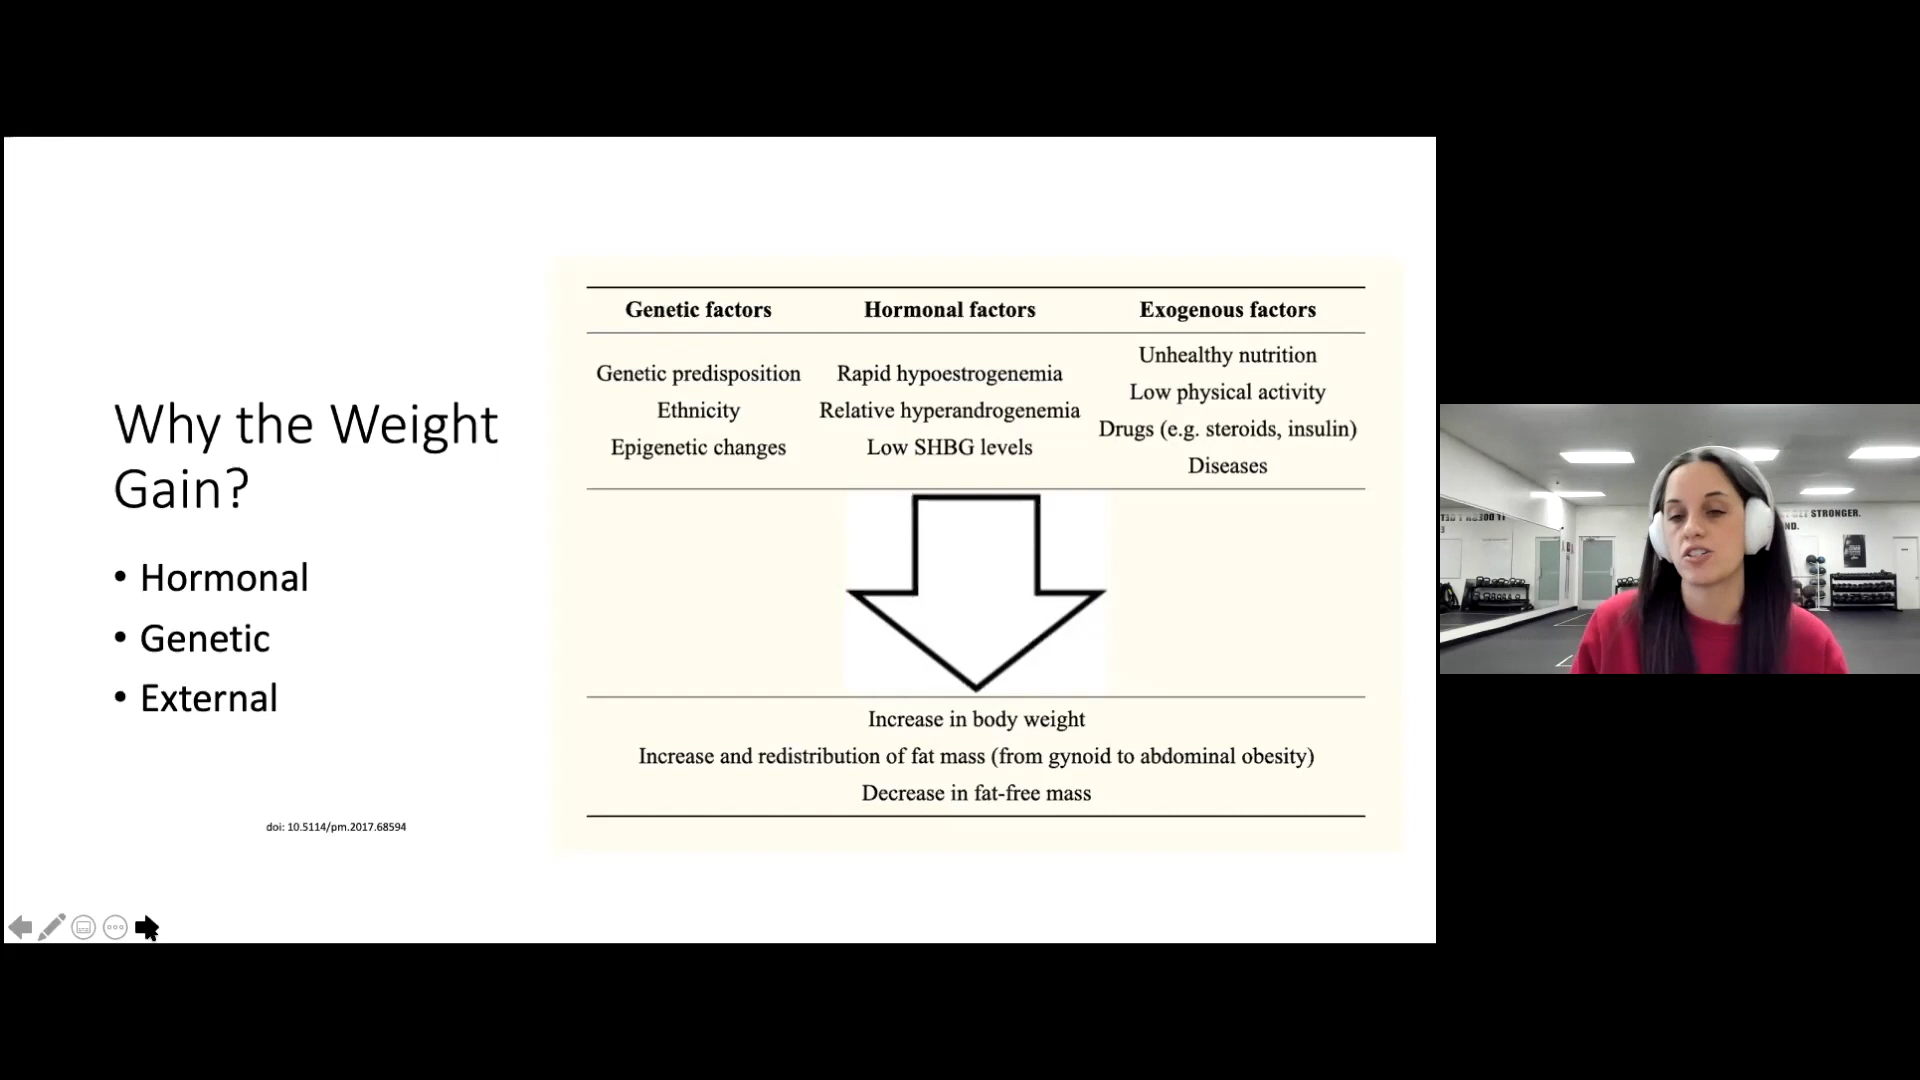 Why the Weight
Gain?
• Hormonal
• Genetic
• External
doi: 10.5114/pm.2017.68594
Genetic factors
Hormonal factors
Exogenous factors
Genetic predisposition
Ethnicity
Epigenetic changes
Rapid hypoestrogenemia
Relative hyperandrogenemia
Low SHBG levels
Unhealthy nutrition
Low physical activity
Drugs (e.g. steroids, insulin)
Diseases
Increase in body weight
Increase and redistribution of fat mass (from gynoid to abdominal obesity)
Decrease in fat-free mass
STRONGER.